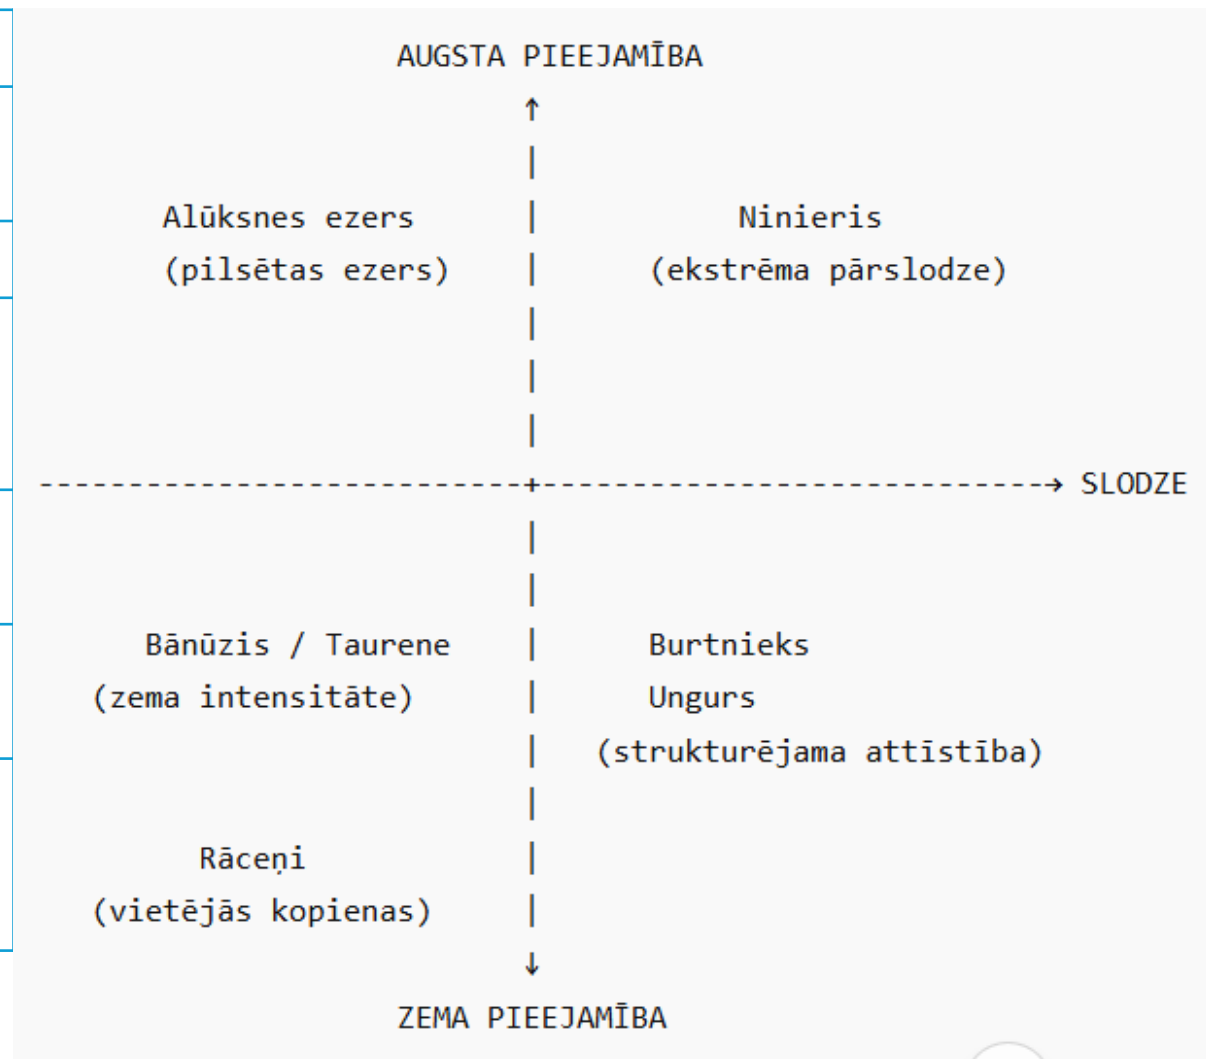 AUGSTA PIEEJAMĪBA
↑
|
Alūksnes ezers | Ninieris
(pilsētas ezers) | (ekstrēma pārslodze)
|
|
|
---------------------------+----------------------------→ SLODZE
|
|
Bānūzis / Taurene | Burtnieks
(zema intensitāte) | Ungurs
| (strukturējama attīstība)
|
Rāceņi |
(vietējās kopienas) |
↓
ZEMA PIEEJAMĪBA